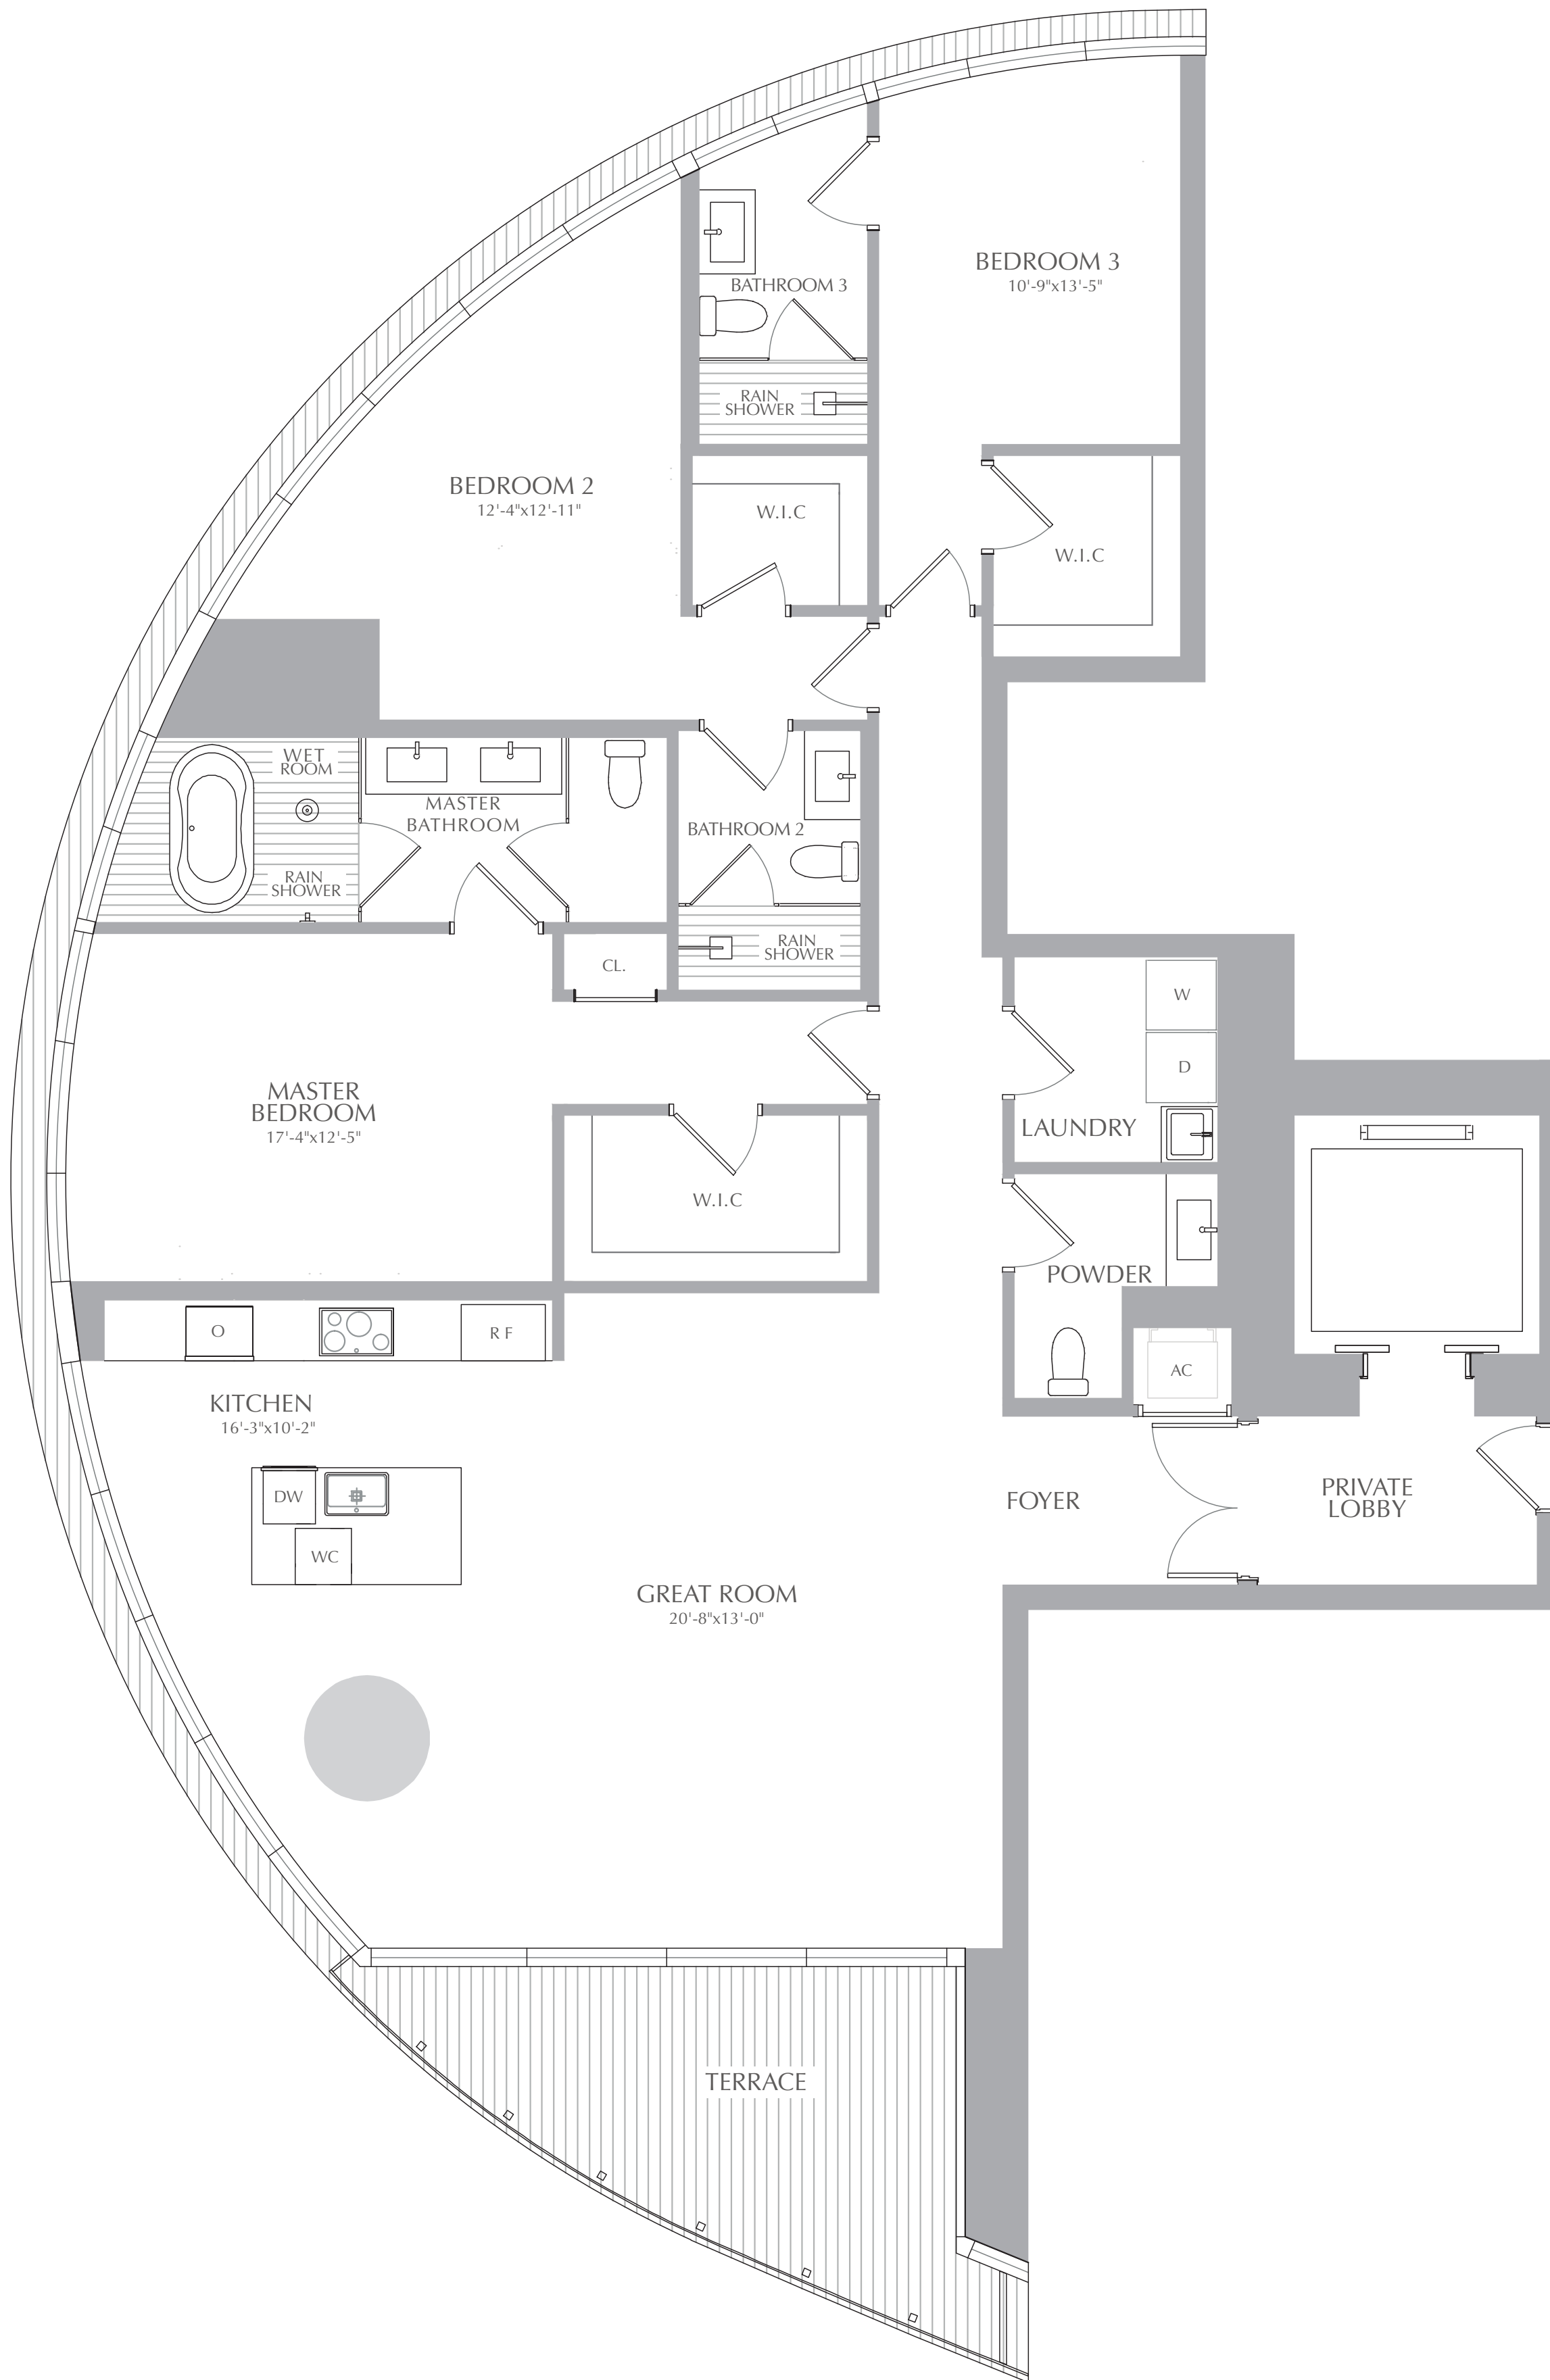 BEDROOM 3
10'-9"x13'-5"
BATHROOM 3
RAIN
SHOWER
BEDROOM 2
12'-4"x12'-11"
W.I.C
W.I.C
WET
ROOM
MASTER
BATHROOM
RAIN
SHOWER
BATHROOM 2
RAIN
SHOWER
CL.
W
D
LAUNDRY
MASTER
BEDROOM
17'-4"x12'-5"
W.I.C
POWDER
AC
O
R F
KITCHEN
16'-3"x10'-2"
DW
WC
FOYER
PRIVATE
LOBBY
GREAT ROOM
20'-8"x13'-0"
TERRACE